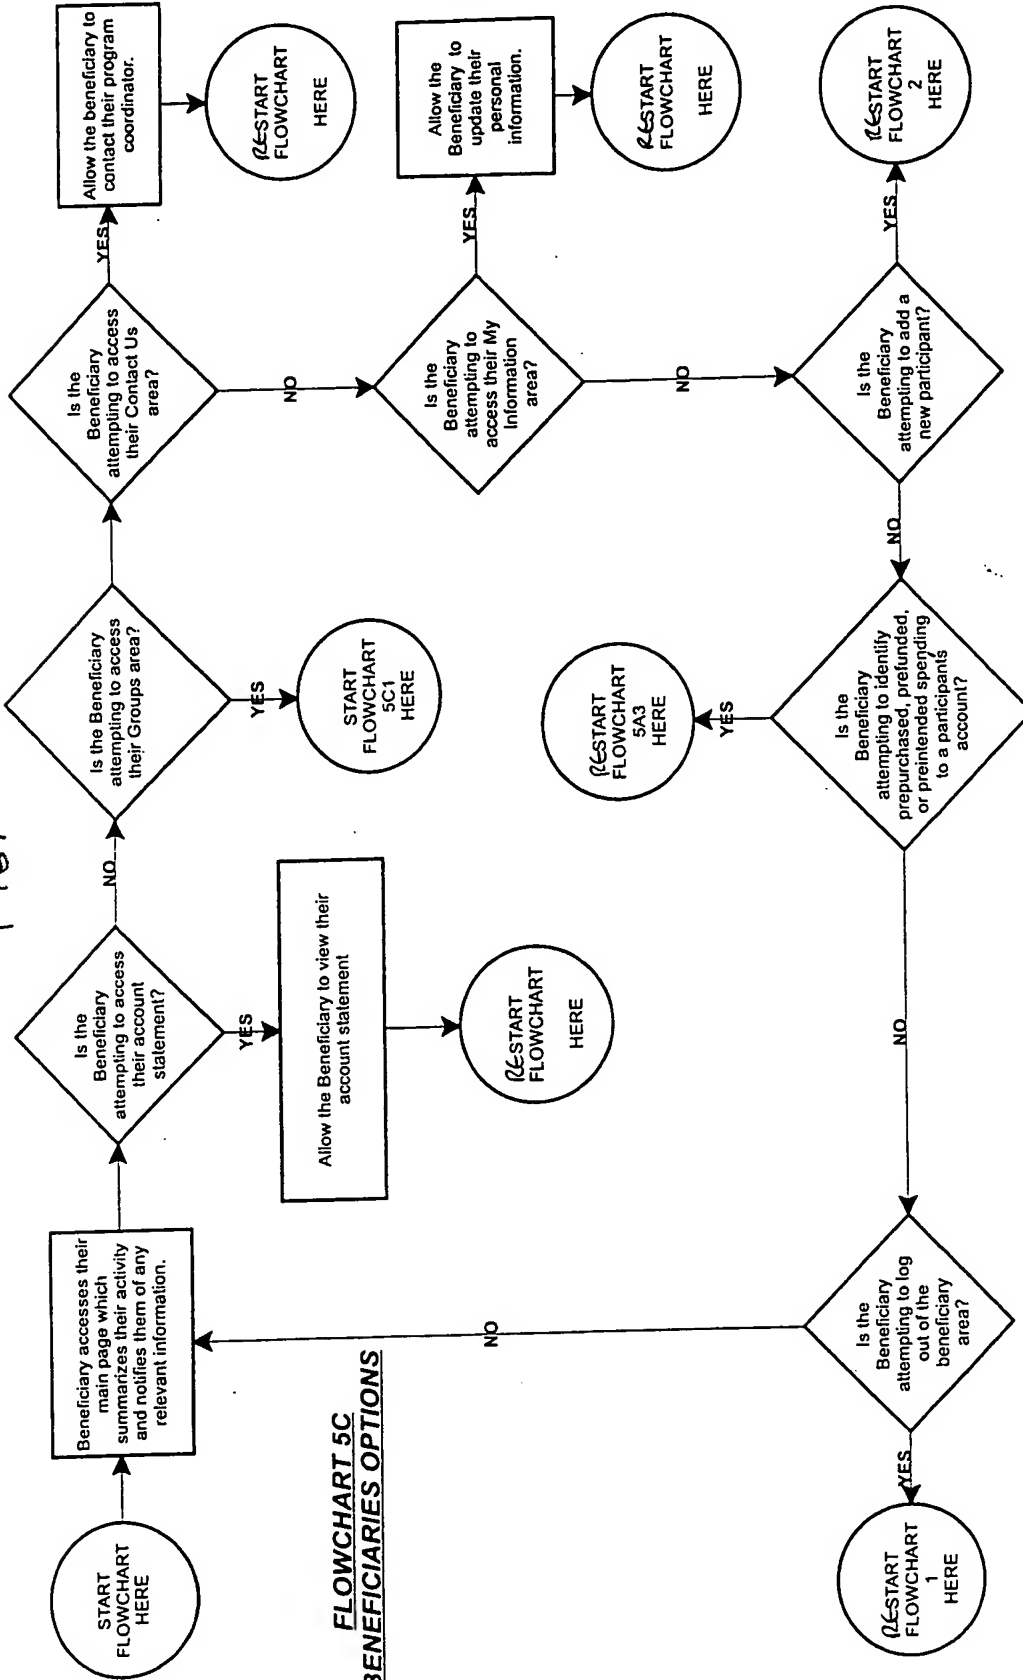 START
FLOWCHART
HERE
Beneficiary accesses their
main page which
summarizes their activity
and notifies them of any
relevant information.
Is the
Beneficiary
attempting to access
their account
statement?
NO
YES
Allow the Beneficiary to view their
account statement
RESTART
FLOWCHART
HERE
Is the Beneficiary
attempting to access
their Groups area?
YES
START
FLOWCHART
5C1
HERE
Is the
Beneficiary
attempting to access
their Contact Us
area?
YES
Allow the beneficiary to
contact their program
coordinator.
RESTART
FLOWCHART
HERE
NO
Is the
Beneficiary
attempting to
access their My
Information
area?
YES
Allow the
Beneficiary to
update their
personal
information.
RESTART
FLOWCHART
HERE
NO
Is the
Beneficiary
attempting to add a
new participant?
YES
RESTART
FLOWCHART
2
HERE
NO
Is the
Beneficiary
attempting to identify
prepurchased, prefunded,
or preintended spending
to a participants
account?
YES
RESTART
FLOWCHART
5A3
HERE
NO
Is the
Beneficiary
attempting to log
out of the
beneficiary
area?
NO
YES
RESTART
FLOWCHART
1
HERE
FLOWCHART 5C
BENEFICIARIES OPTIONS